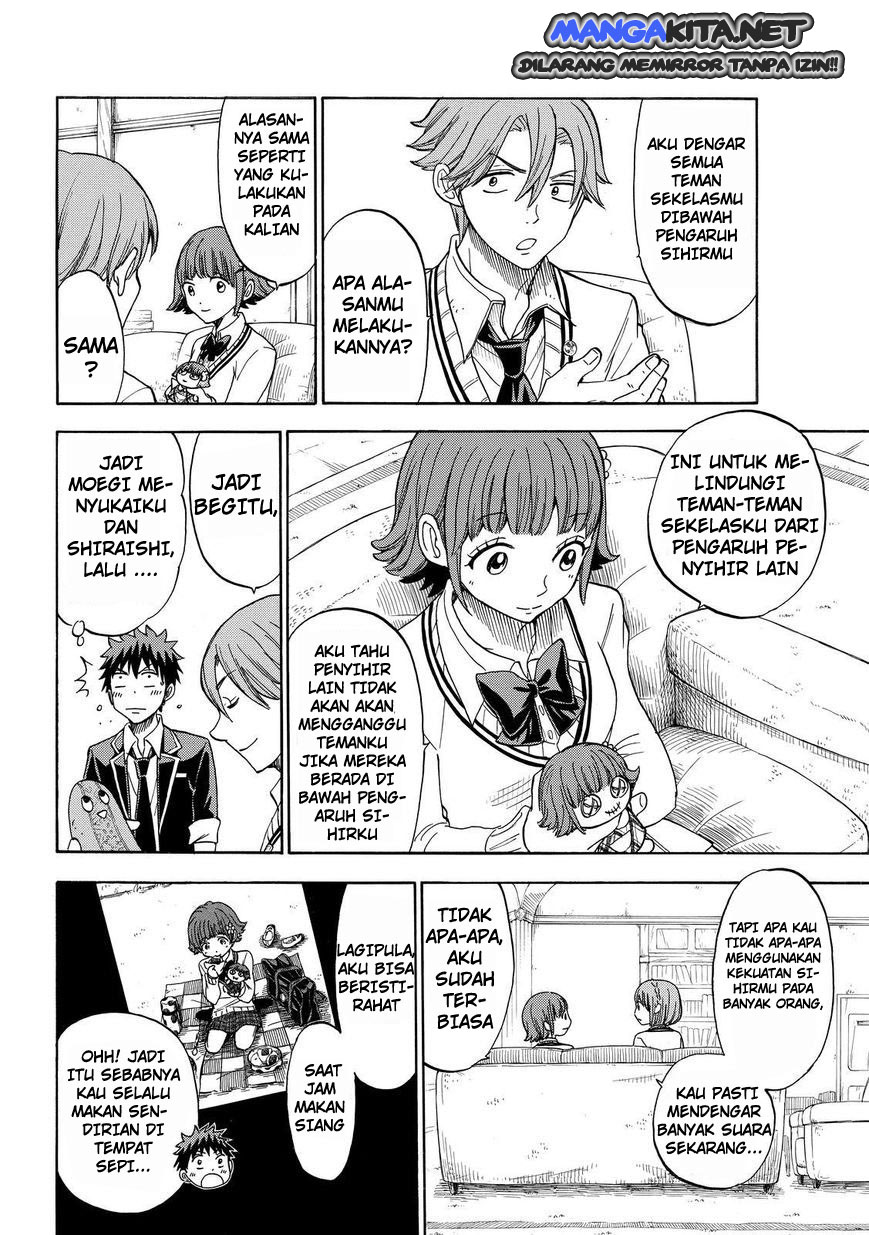 MANGAKITA.NET
DILARANG MEMIRROR TANPA IZIN!!
AKU DENGAR
SEMUA
TEMAN
SEKELASMU
DIBAWAH
PENGARUH
SIHIRMU
APA ALA-
SANMU
MELAKU-
KANNYA?
ALASAN-
NYA SAMA
SEPERTI
YANG KU-
LAKUKAN
PADA
KALIAN
SAMA
?
INI UNTUK ME-
LINDUNGI
TEMAN-TEMAN
SEKELASKU DARI
PENGARUH PE-
NYIHIR LAIN
AKU TAHU
PENYIHIR
LAIN TIDAK
AKAN AKAN
MENGGANGGU
TEMANKU
JIKA MEREKA
BERADA DI
BAWAH PENG-
ARUH SI-
HIRKU
JADI
BEGITU,
JADI
MOEGI ME-
NYUKAIKU
DAN
SHIRAISHI,
LALU ....
TAPI APA KAU
TIDAK APA-APA
MENGGUNAKAN
KEKUATAN SI-
HIRMU PADA
BANYAK ORANG,
KAU PASTI
MENDENGAR
BANYAK SUARA
SEKARANG.
TIDAK
APA-APA,
AKU
SUDAH
TER-
BIASA
LAGIPULA,
AKU BISA
BERISTI-
RAHAT
SAAT
JAM
MAKAN
SIANG
OHH! JADI
ITU SEBABNYA
KAU SELALU
MAKAN SEN-
DIRIAN DI
TEMPAT
SEPI...